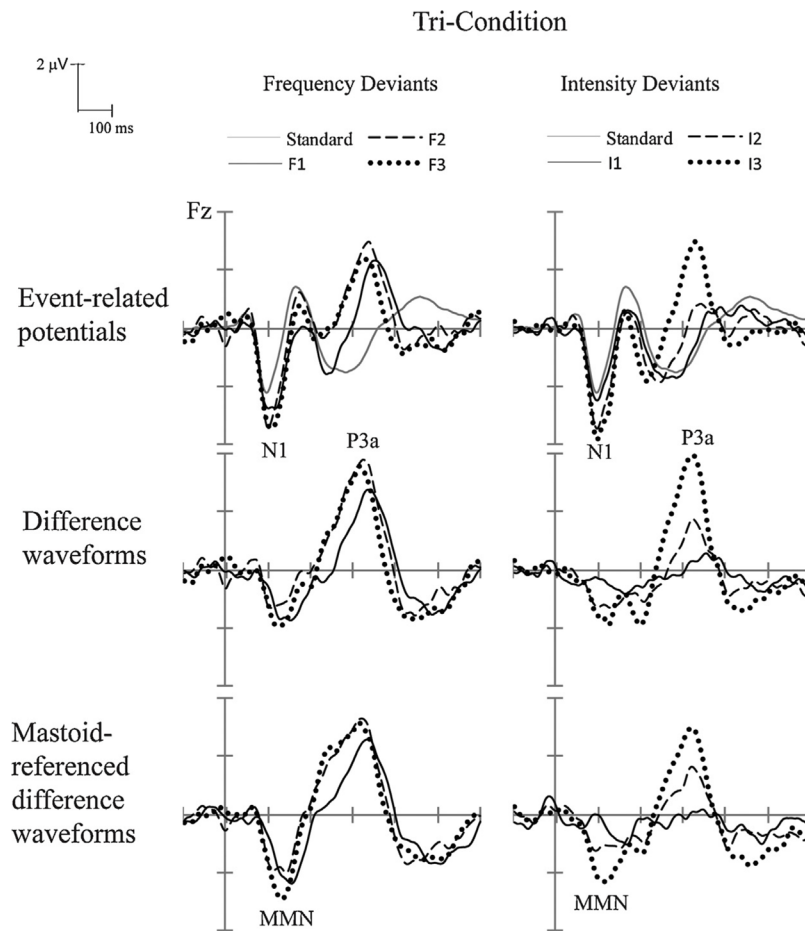 Tri-Condition
2 μV
100 ms
Frequency Deviants
Intensity Deviants
Standard
F2
F1
F3
Standard
I2
I1
I3
Fz
Event-related
potentials
N1
P3a
N1
P3a
Difference
waveforms
Mastoid-
referenced
difference
waveforms
MMN
MMN